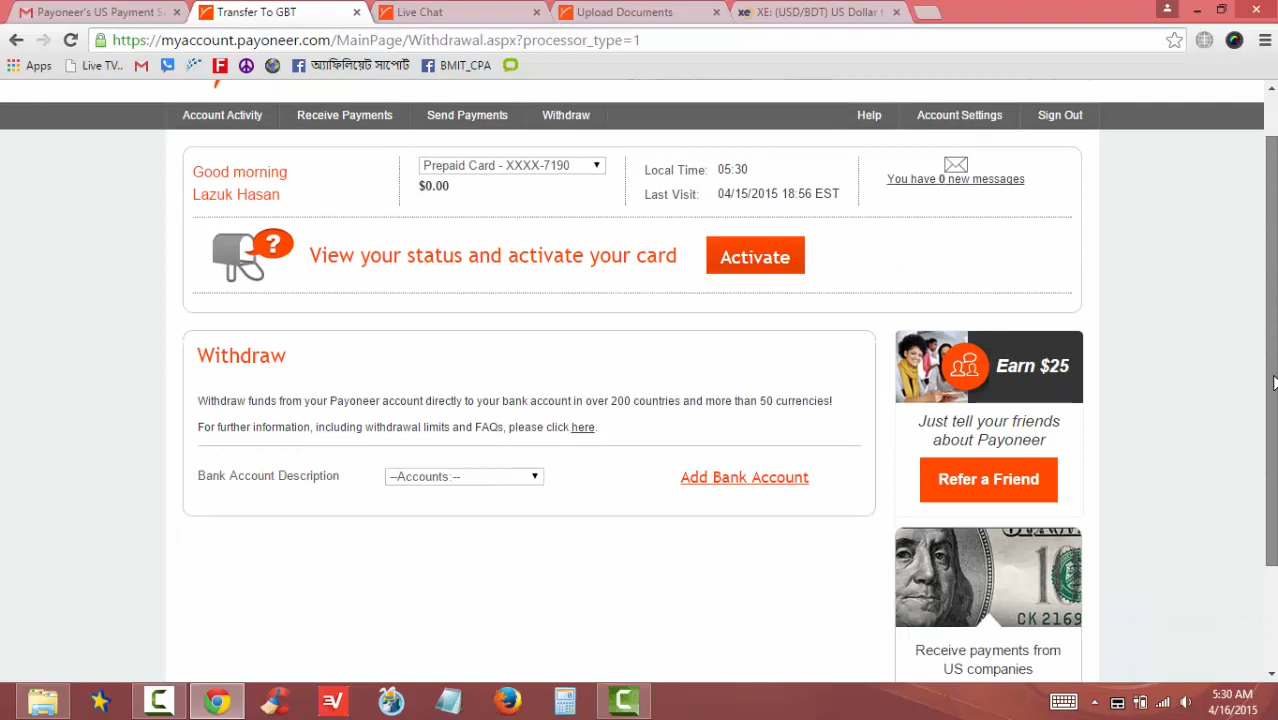 Payoneer's US Payment S
Transfer To GBT
Live Chat
Upload Documents
XE: (USD/BDT) US Dollar t
https://myaccount.payoneer.com/MainPage/Withdrawal.aspx?processor_type=1
Apps
Live TV..
অ্যাফিলিয়েট সাপোর্ট
BMIT_CPA
Account Activity
Receive Payments
Send Payments
Withdraw
Help
Account Settings
Sign Out
Good morning
Lazuk Hasan
Prepaid Card - XXXX-7190
$0.00
Local Time: 05:30
Last Visit: 04/15/2015 18:56 EST
You have 0 new messages
View your status and activate your card
Activate
Withdraw
Withdraw funds from your Payoneer account directly to your bank account in over 200 countries and more than 50 currencies!
For further information, including withdrawal limits and FAQs, please click here.
Bank Account Description
--Accounts:--
Add Bank Account
Earn $25
Just tell your friends
about Payoneer
Refer a Friend
CK 2169
Receive payments from
US companies
5:30 AM
4/16/2015